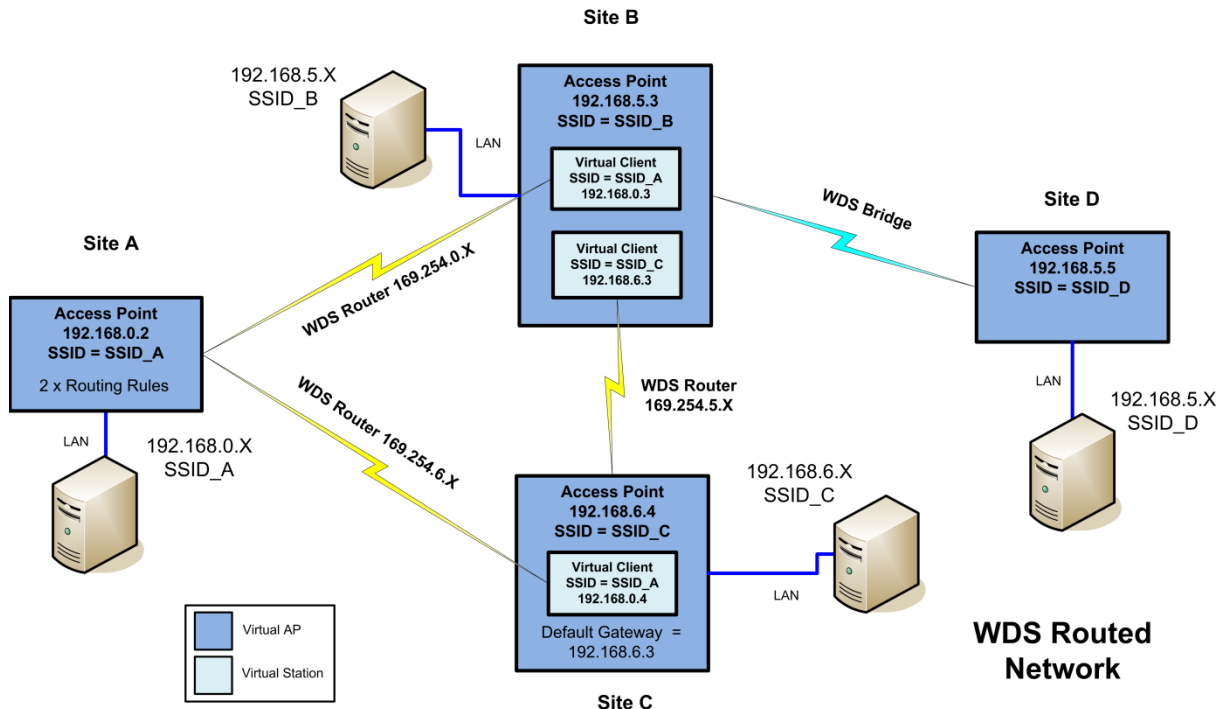 Site B
192.168.5.X
SSID_B
LAN
Access Point
192.168.5.3
SSID = SSID_B
Virtual Client
SSID = SSID_A
192.168.0.3
Virtual Client
SSID = SSID_C
192.168.6.3
WDS Bridge
Site D
Access Point
192.168.5.5
SSID = SSID_D
LAN
192.168.5.X
SSID_D
Site A
Access Point
192.168.0.2
SSID = SSID_A
2 x Routing Rules
LAN
192.168.0.X
SSID_A
WDS Router 169.254.0.X
WDS Router 169.254.6.X
WDS Router
169.254.5.X
Access Point
192.168.6.4
SSID = SSID_C
Virtual Client
SSID = SSID_A
192.168.0.4
Default Gateway =
192.168.6.3
Site C
LAN
192.168.6.X
SSID_C
Virtual AP
Virtual Station
WDS Routed
Network